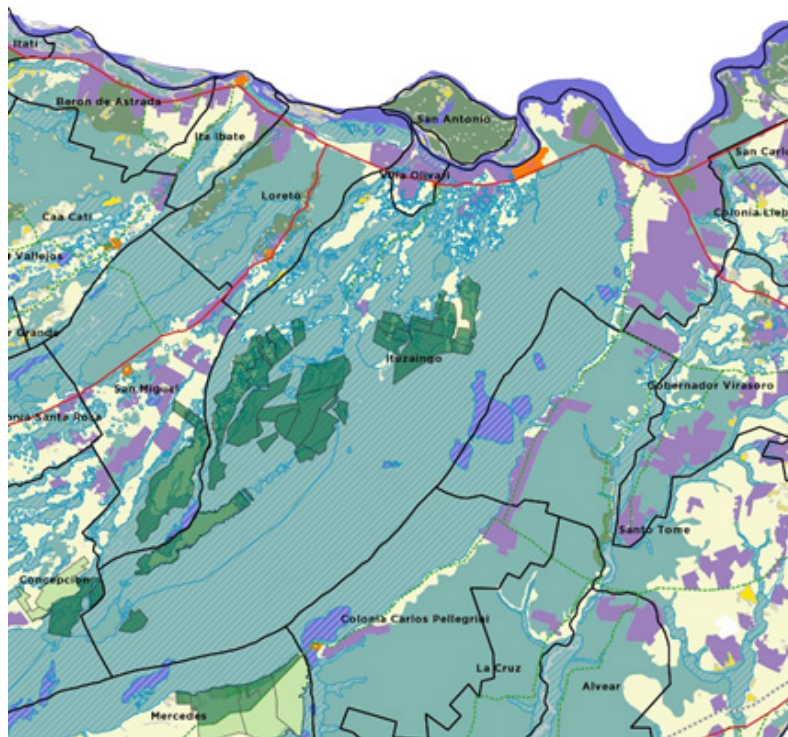 Itati
Beron de Astrada
San Antonio
Ita Ibate
San Carlo
Villa Olivari
Loreto
Caa Cati
Colonia Lieb
Vallejos
Grande
Ituzaingo
San Miguel
Gobernador Virasoro
onia Santa Rosa
Santo Tome
Concepcion
Colonia Carlos Pellegrini
La Cruz
Alvear
Mercedes